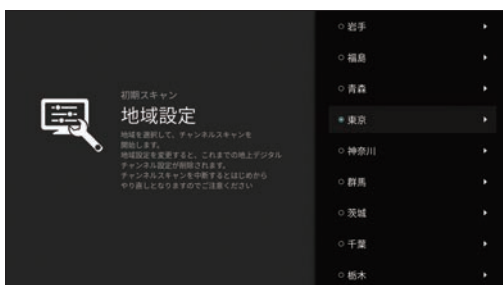 初期スキャン
地域設定
地域を選択して、チャンネルスキャンを
開始します。
地域設定を変更すると、これまでの地上デジタル
チャンネル設定が削除されます。
チャンネルスキャンを中断するとはじめから
やり直しとなりますのでご注意ください
岩手
福島
青森
東京
神奈川
群馬
茨城
千葉
栃木